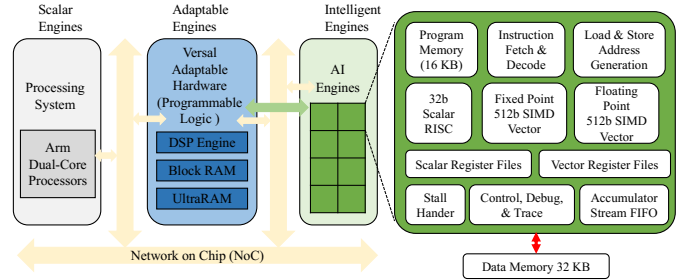 Scalar
Engines
Adaptable
Engines
Intelligent
Engines
Processing
System
Arm
Dual-Core
Processors
Versal
Adaptable
Hardware
(Programmable
Logic )
DSP Engine
Block RAM
UltraRAM
AI
Engines
Network on Chip (NoC)
Program
Memory
(16 KB)
Instruction
Fetch &
Decode
Load & Store
Address
Generation
32b
Scalar
RISC
Fixed Point
512b SIMD
Vector
Floating
Point
512b SIMD
Vector
Scalar Register Files
Vector Register Files
Stall
Hander
Control, Debug,
& Trace
Accumulator
Stream FIFO
Data Memory 32 KB